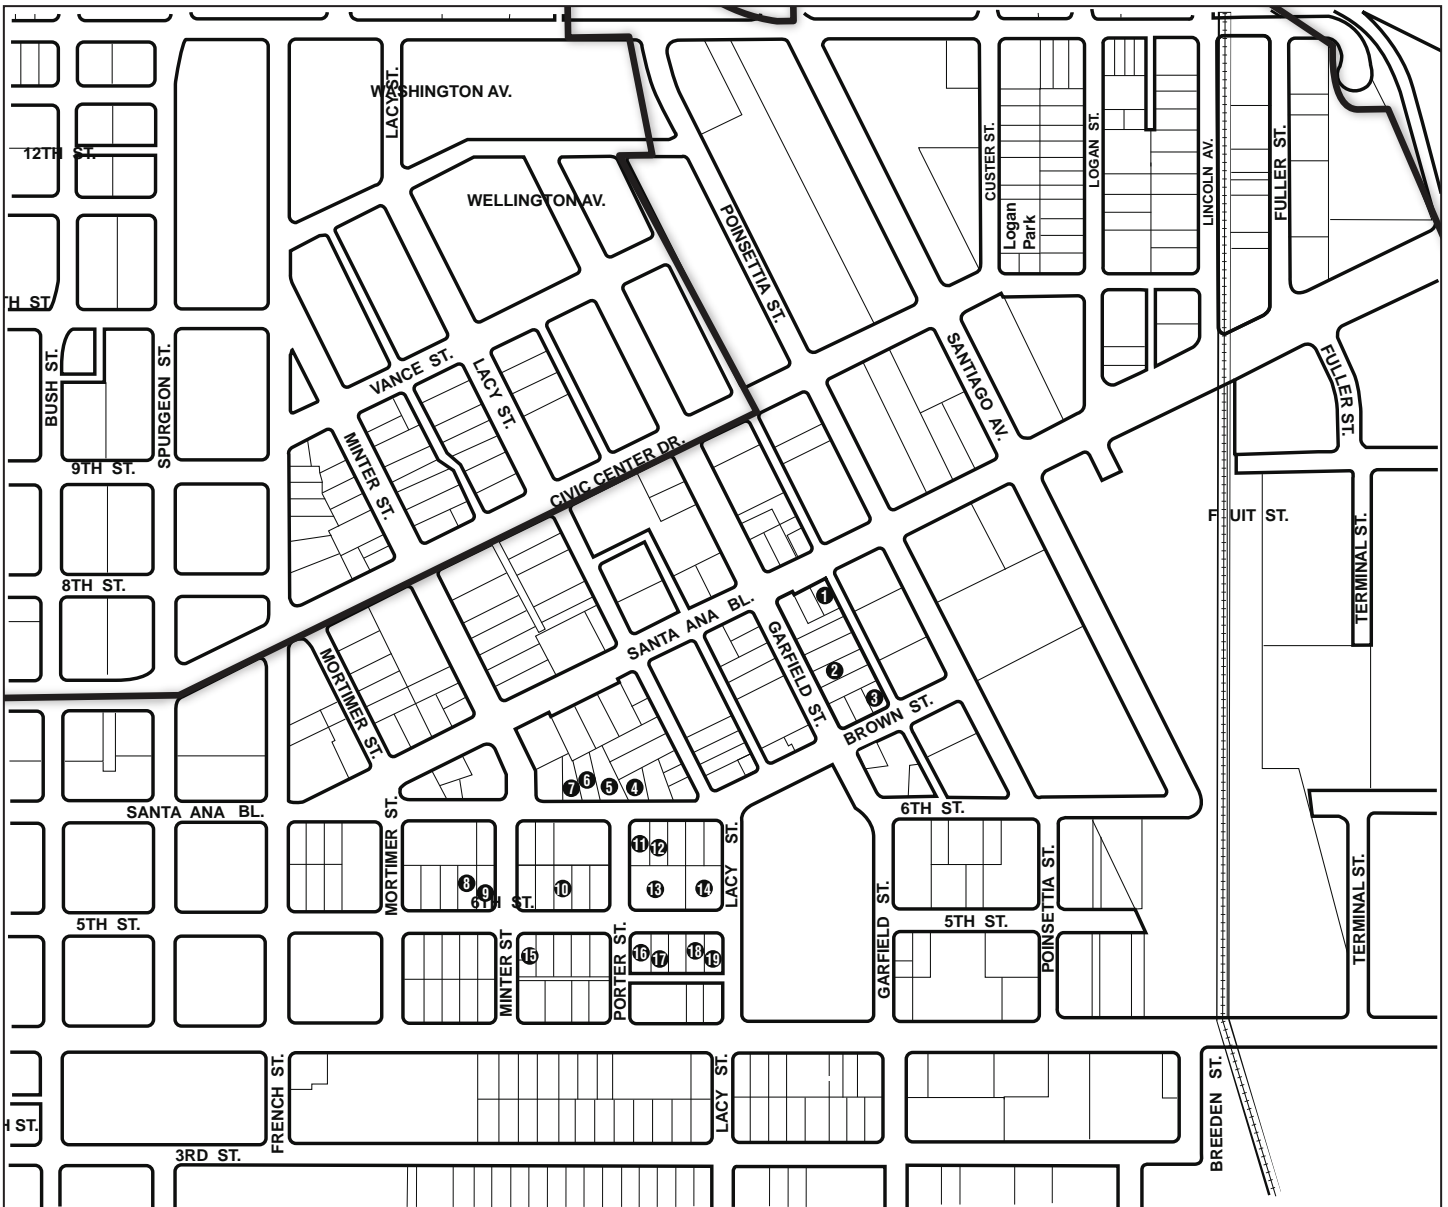 LACY ST.
WASHINGTON AV.
12TH ST.
WELLINGTON AV.
CUSTER ST.
LOGAN ST.
LINCOLN AV.
FULLER ST.
Logan
Park
POINSETTIA ST.
TH ST.
BUSH ST.
SPURGEON ST.
VANCE ST.
LACY ST.
SANTIAGO AV.
FULLER ST.
9TH ST.
MINTER ST.
CIVIC CENTER DR.
F UIT ST.
TERMINAL ST.
8TH ST.
1
SANTA ANA BL.
GARFIELD ST.
2
3
MORTIMER ST.
BROWN ST.
7
6
5
4
SANTA ANA BL.
6TH ST.
MORTIMER ST.
11
12
LACY ST.
POINSETTIA ST.
TERMINAL ST.
8
9
10
13
14
6TH ST.
GARFIELD ST.
5TH ST.
5TH ST.
MINTER ST
15
PORTER ST.
16
17
18
19
FRENCH ST.
LACY ST.
BREEDEN ST.
H ST.
3RD ST.